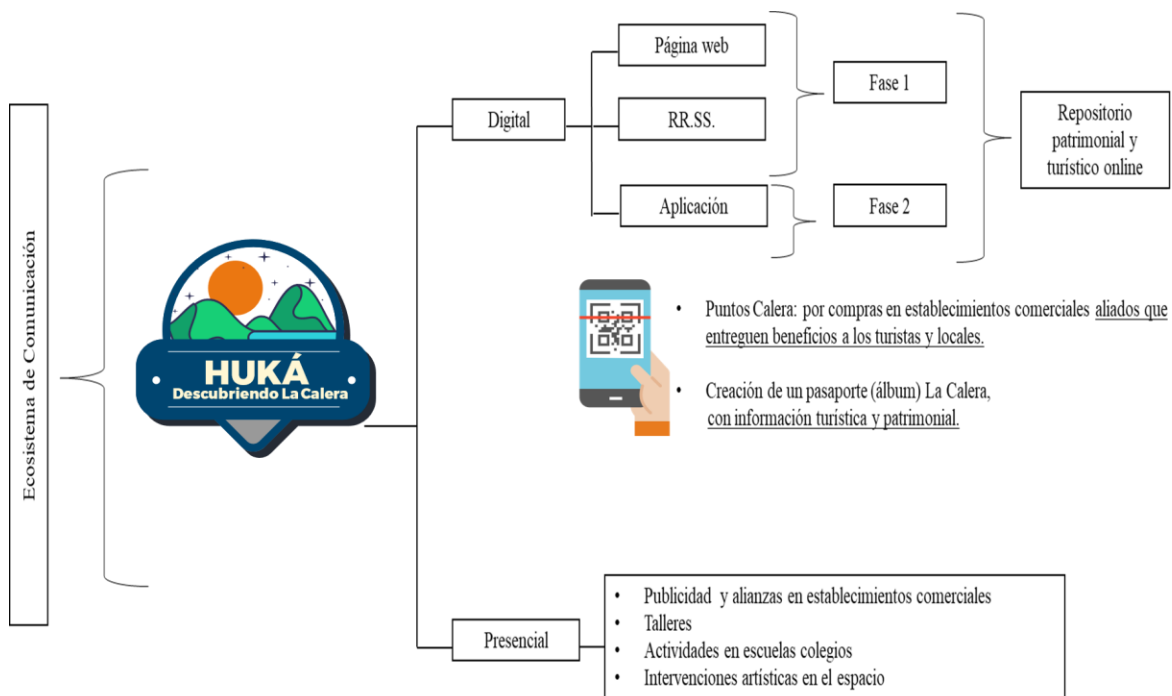 Ecosistema de Comunicación
HUKÁ
Descubriendo La Calera
Digital
Página web
RR.SS.
Aplicación
Fase 1
Fase 2
Repositorio
patrimonial y
turístico online
• Puntos Calera: por compras en establecimientos comerciales aliados que
entreguen beneficios a los turistas y locales.
• Creación de un pasaporte (álbum) La Calera,
con información turística y patrimonial.
Presencial
• Publicidad y alianzas en establecimientos comerciales
• Talleres
• Actividades en escuelas colegios
• Intervenciones artísticas en el espacio